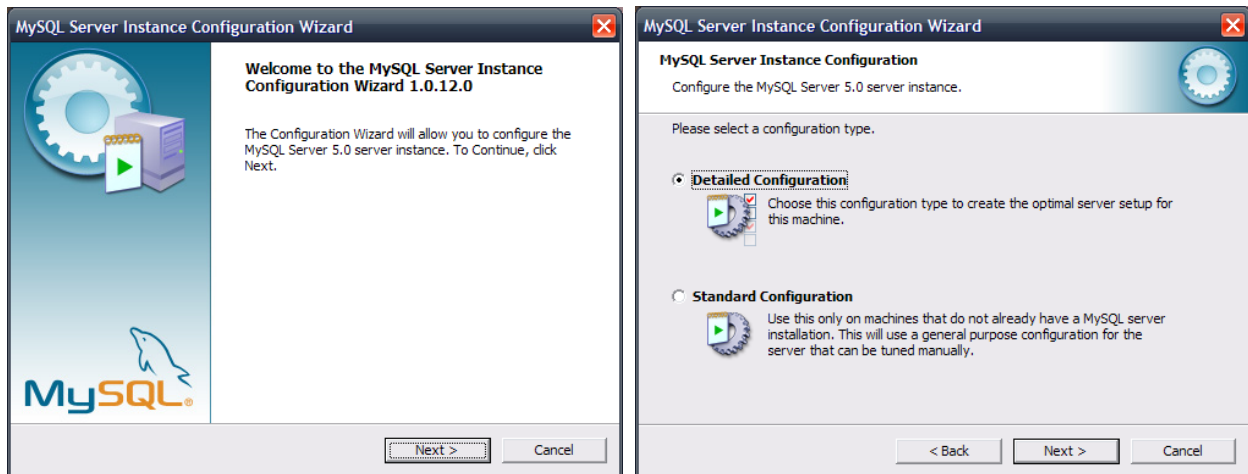 MySQL Server Instance Configuration Wizard
Welcome to the MySQL Server Instance
Configuration Wizard 1.0.12.0
The Configuration Wizard will allow you to configure the
MySQL Server 5.0 server instance. To Continue, click
Next.
MySQL®
Next >
Cancel
MySQL Server Instance Configuration Wizard
MySQL Server Instance Configuration
Configure the MySQL Server 5.0 server instance.
Please select a configuration type.
Detailed Configuration
Choose this configuration type to create the optimal server setup for
this machine.
Standard Configuration
Use this only on machines that do not already have a MySQL server
installation. This will use a general purpose configuration for the
server that can be tuned manually.
< Back
Next >
Cancel